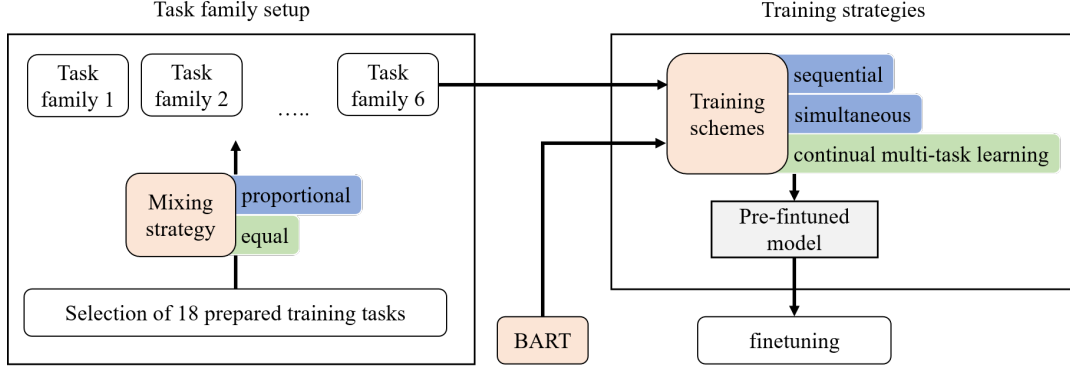 Task family setup
Task
family 1
Task
family 2
.....
Task
family 6
Mixing
strategy
proportional
equal
Selection of 18 prepared training tasks
BART
Training strategies
Training
schemes
sequential
simultaneous
continual multi-task learning
Pre-fintuned
model
finetuning